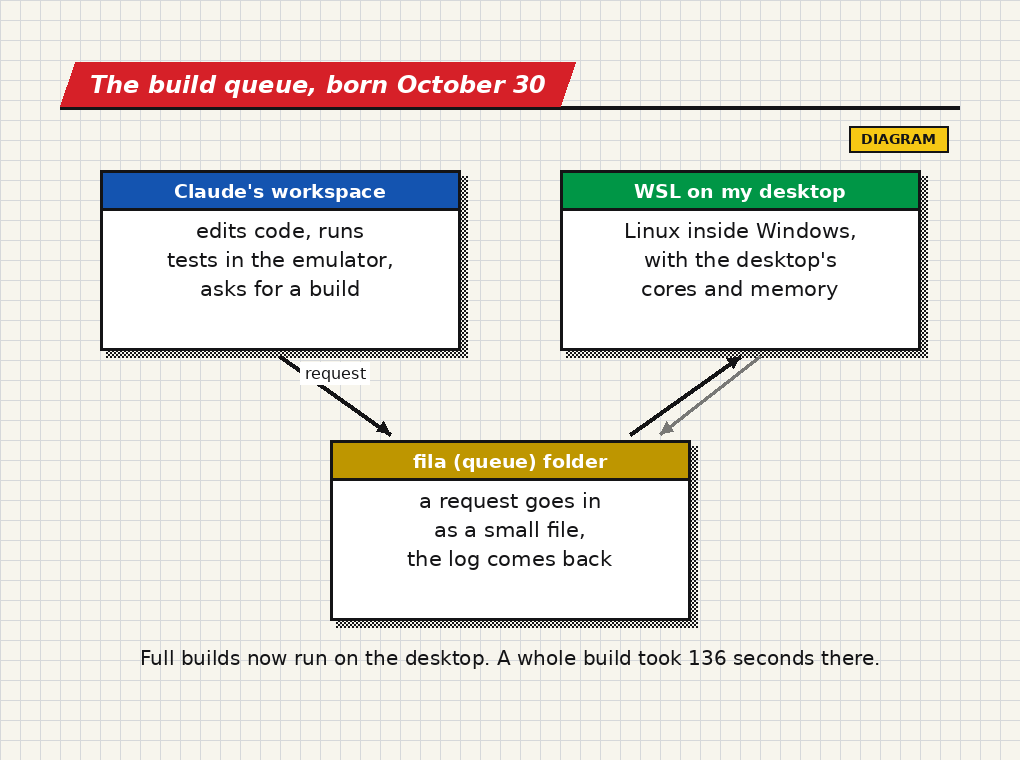 The build queue, born October 30
DIAGRAM
Claude's workspace
edits code, runs
tests in the emulator,
asks for a build
WSL on my desktop
Linux inside Windows,
with the desktop's
cores and memory
request
fila (queue) folder
a request goes in
as a small file,
the log comes back
Full builds now run on the desktop. A whole build took 136 seconds there.